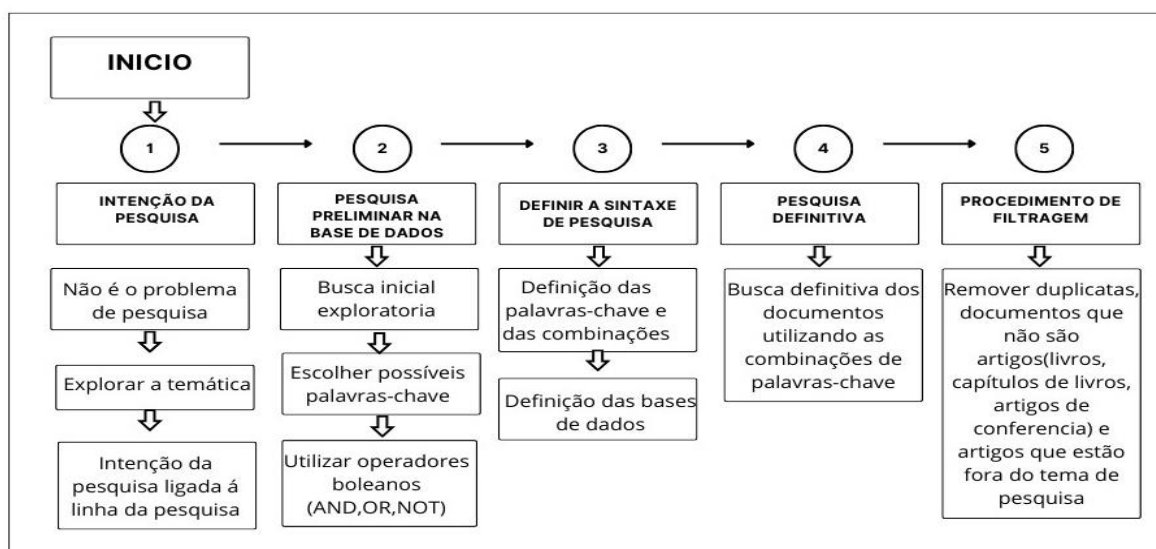 INICIO
1
2
3
4
5
INTENÇÃO DA
PESQUISA
PESQUISA
PRELIMINAR NA
BASE DE DADOS
DEFINIR A SINTAXE
DE PESQUISA
PESQUISA
DEFINITIVA
PROCEDIMENTO DE
FILTRAGEM
Não é o problema
de pesquisa
Explorar a temática
Intenção da
pesquisa ligada á
linha da pesquisa
Busca inicial
exploratoria
Escolher possíveis
palavras-chave
Utilizar operadores
boleanos
(AND,OR,NOT)
Definição das
palavras-chave e
das combinações
Definição das bases
de dados
Busca definitiva dos
documentos
utilizando as
combinações de
palavras-chave
Remover duplicatas,
documentos que
não são
artigos(livros,
capítulos de livros,
artigos de
conferencia) e
artigos que estão
fora do tema de
pesquisa